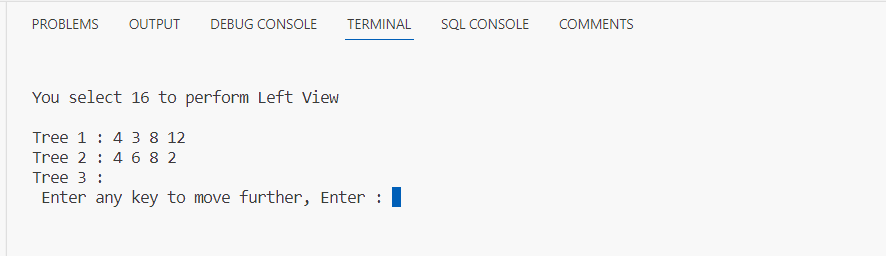 PROBLEMS OUTPUT DEBUG CONSOLE TERMINAL SQL CONSOLE COMMENTS
You select 16 to perform Left View
Tree 1 : 4 3 8 12
Tree 2 : 4 6 8 2
Tree 3 :
Enter any key to move further, Enter :